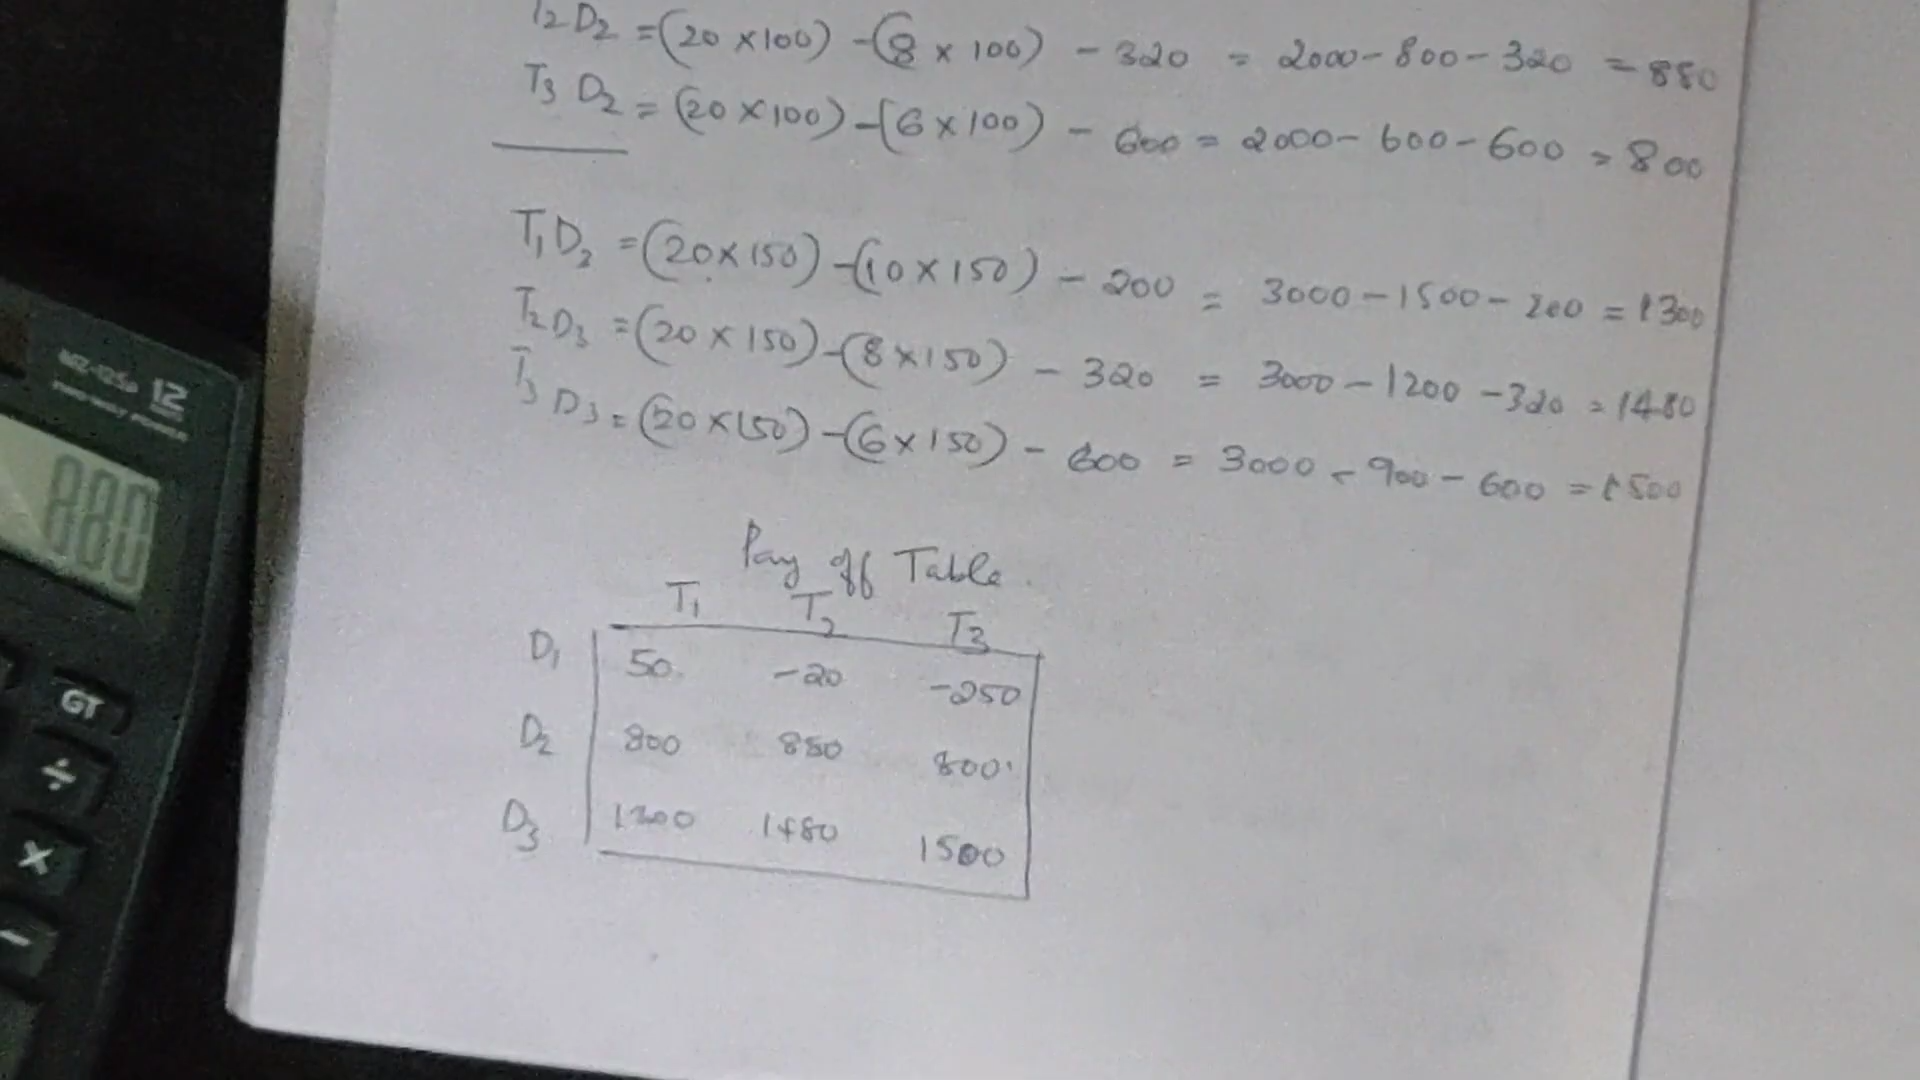 T2 D2 = (20 × 100) - (8 × 100) - 320 = 2000 - 800 - 320 = 880
T3 D2 = (20 × 100) - (6 × 100) - 600 = 2000 - 600 - 600 = 800
T1 D3 = (20 × 150) - (10 × 150) - 200 = 3000 - 1500 - 200 = 1300
T2 D3 = (20 × 150) - (8 × 150) - 320 = 3000 - 1200 - 320 = 1480
T3 D3 = (20 × 150) - (6 × 150) - 600 = 3000 - 900 - 600 = 1500
Pay off Table
T1 T2 T3
D1 50 -20 -250
D2 800 880 800
D3 1300 1480 1500
12
880
GT
÷
×
-